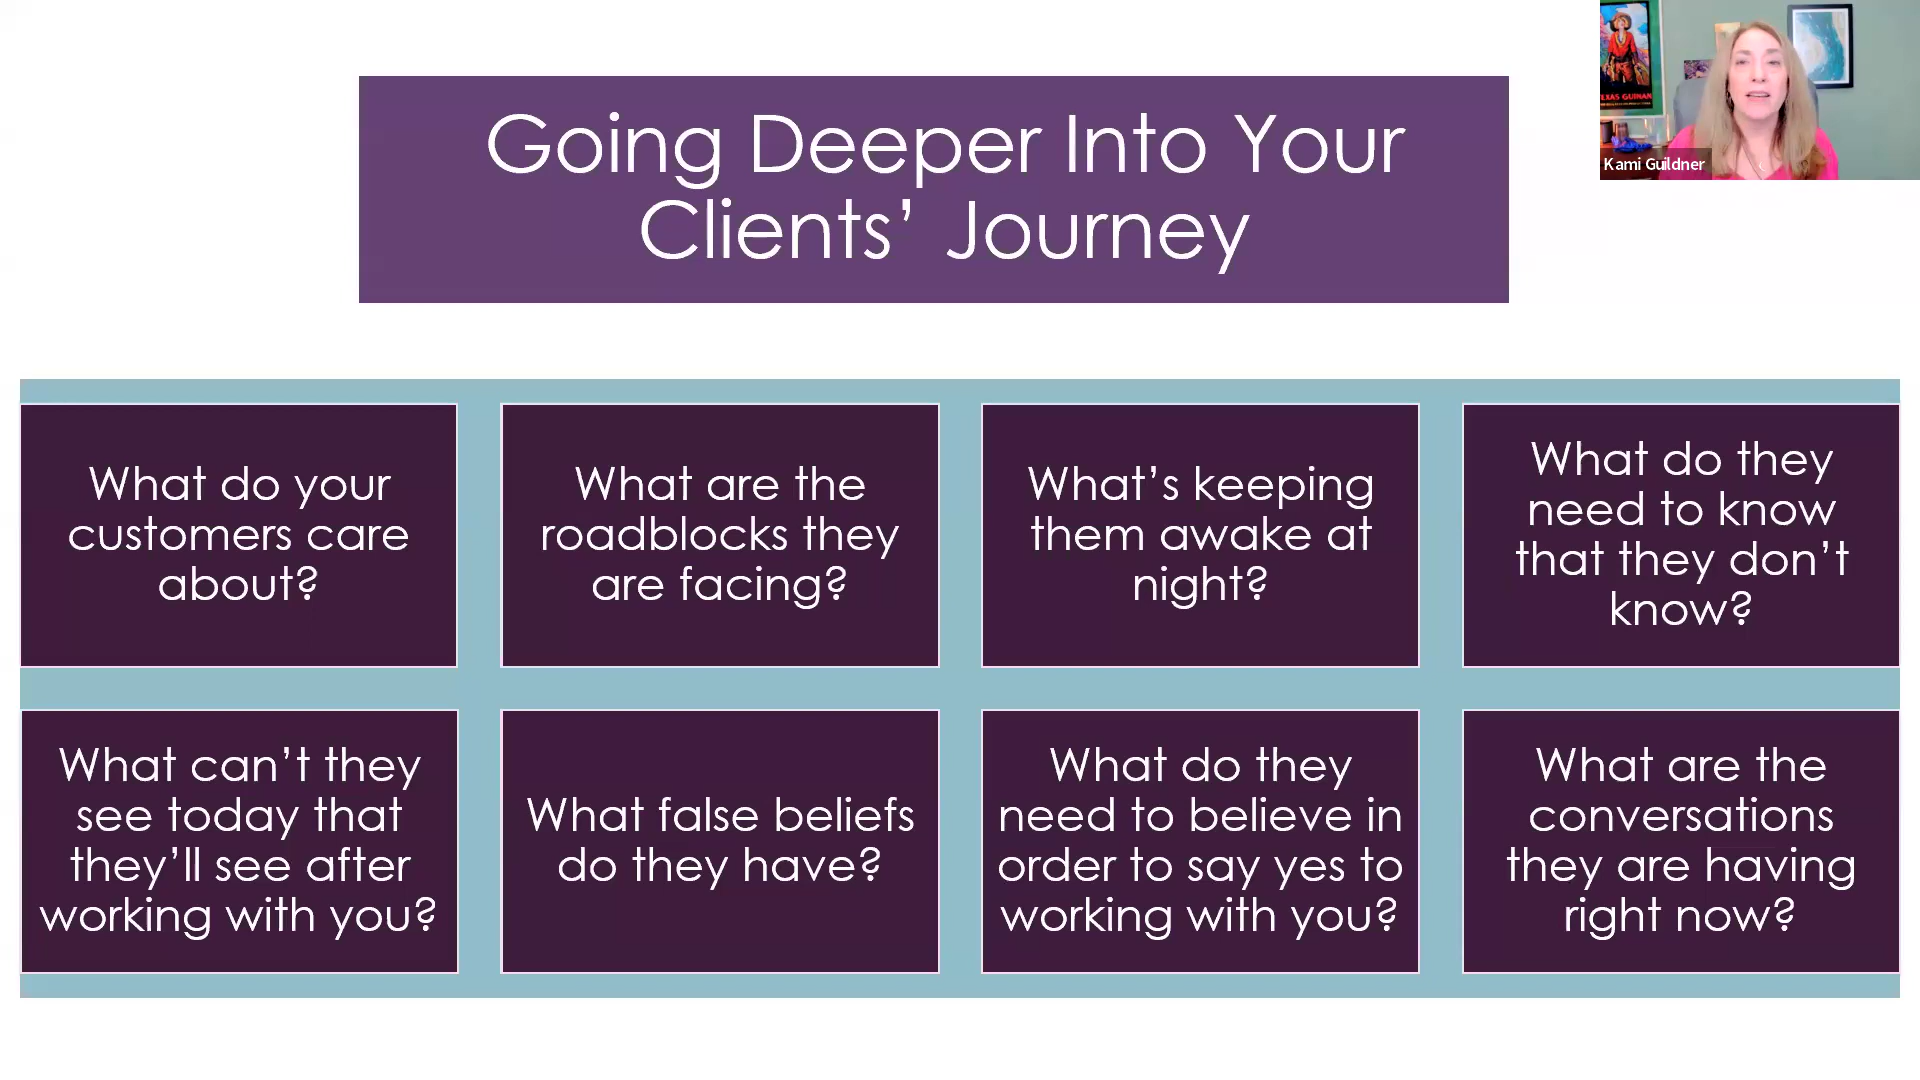 Going Deeper Into Your
Clients’ Journey
TEXAS GUINAN
Kami Guildner
What do your
customers care
about?
What are the
roadblocks they
are facing?
What’s keeping
them awake at
night?
What do they
need to know
that they don’t
know?
What can’t they
see today that
they’ll see after
working with you?
What false beliefs
do they have?
What do they
need to believe in
order to say yes to
working with you?
What are the
conversations
they are having
right now?